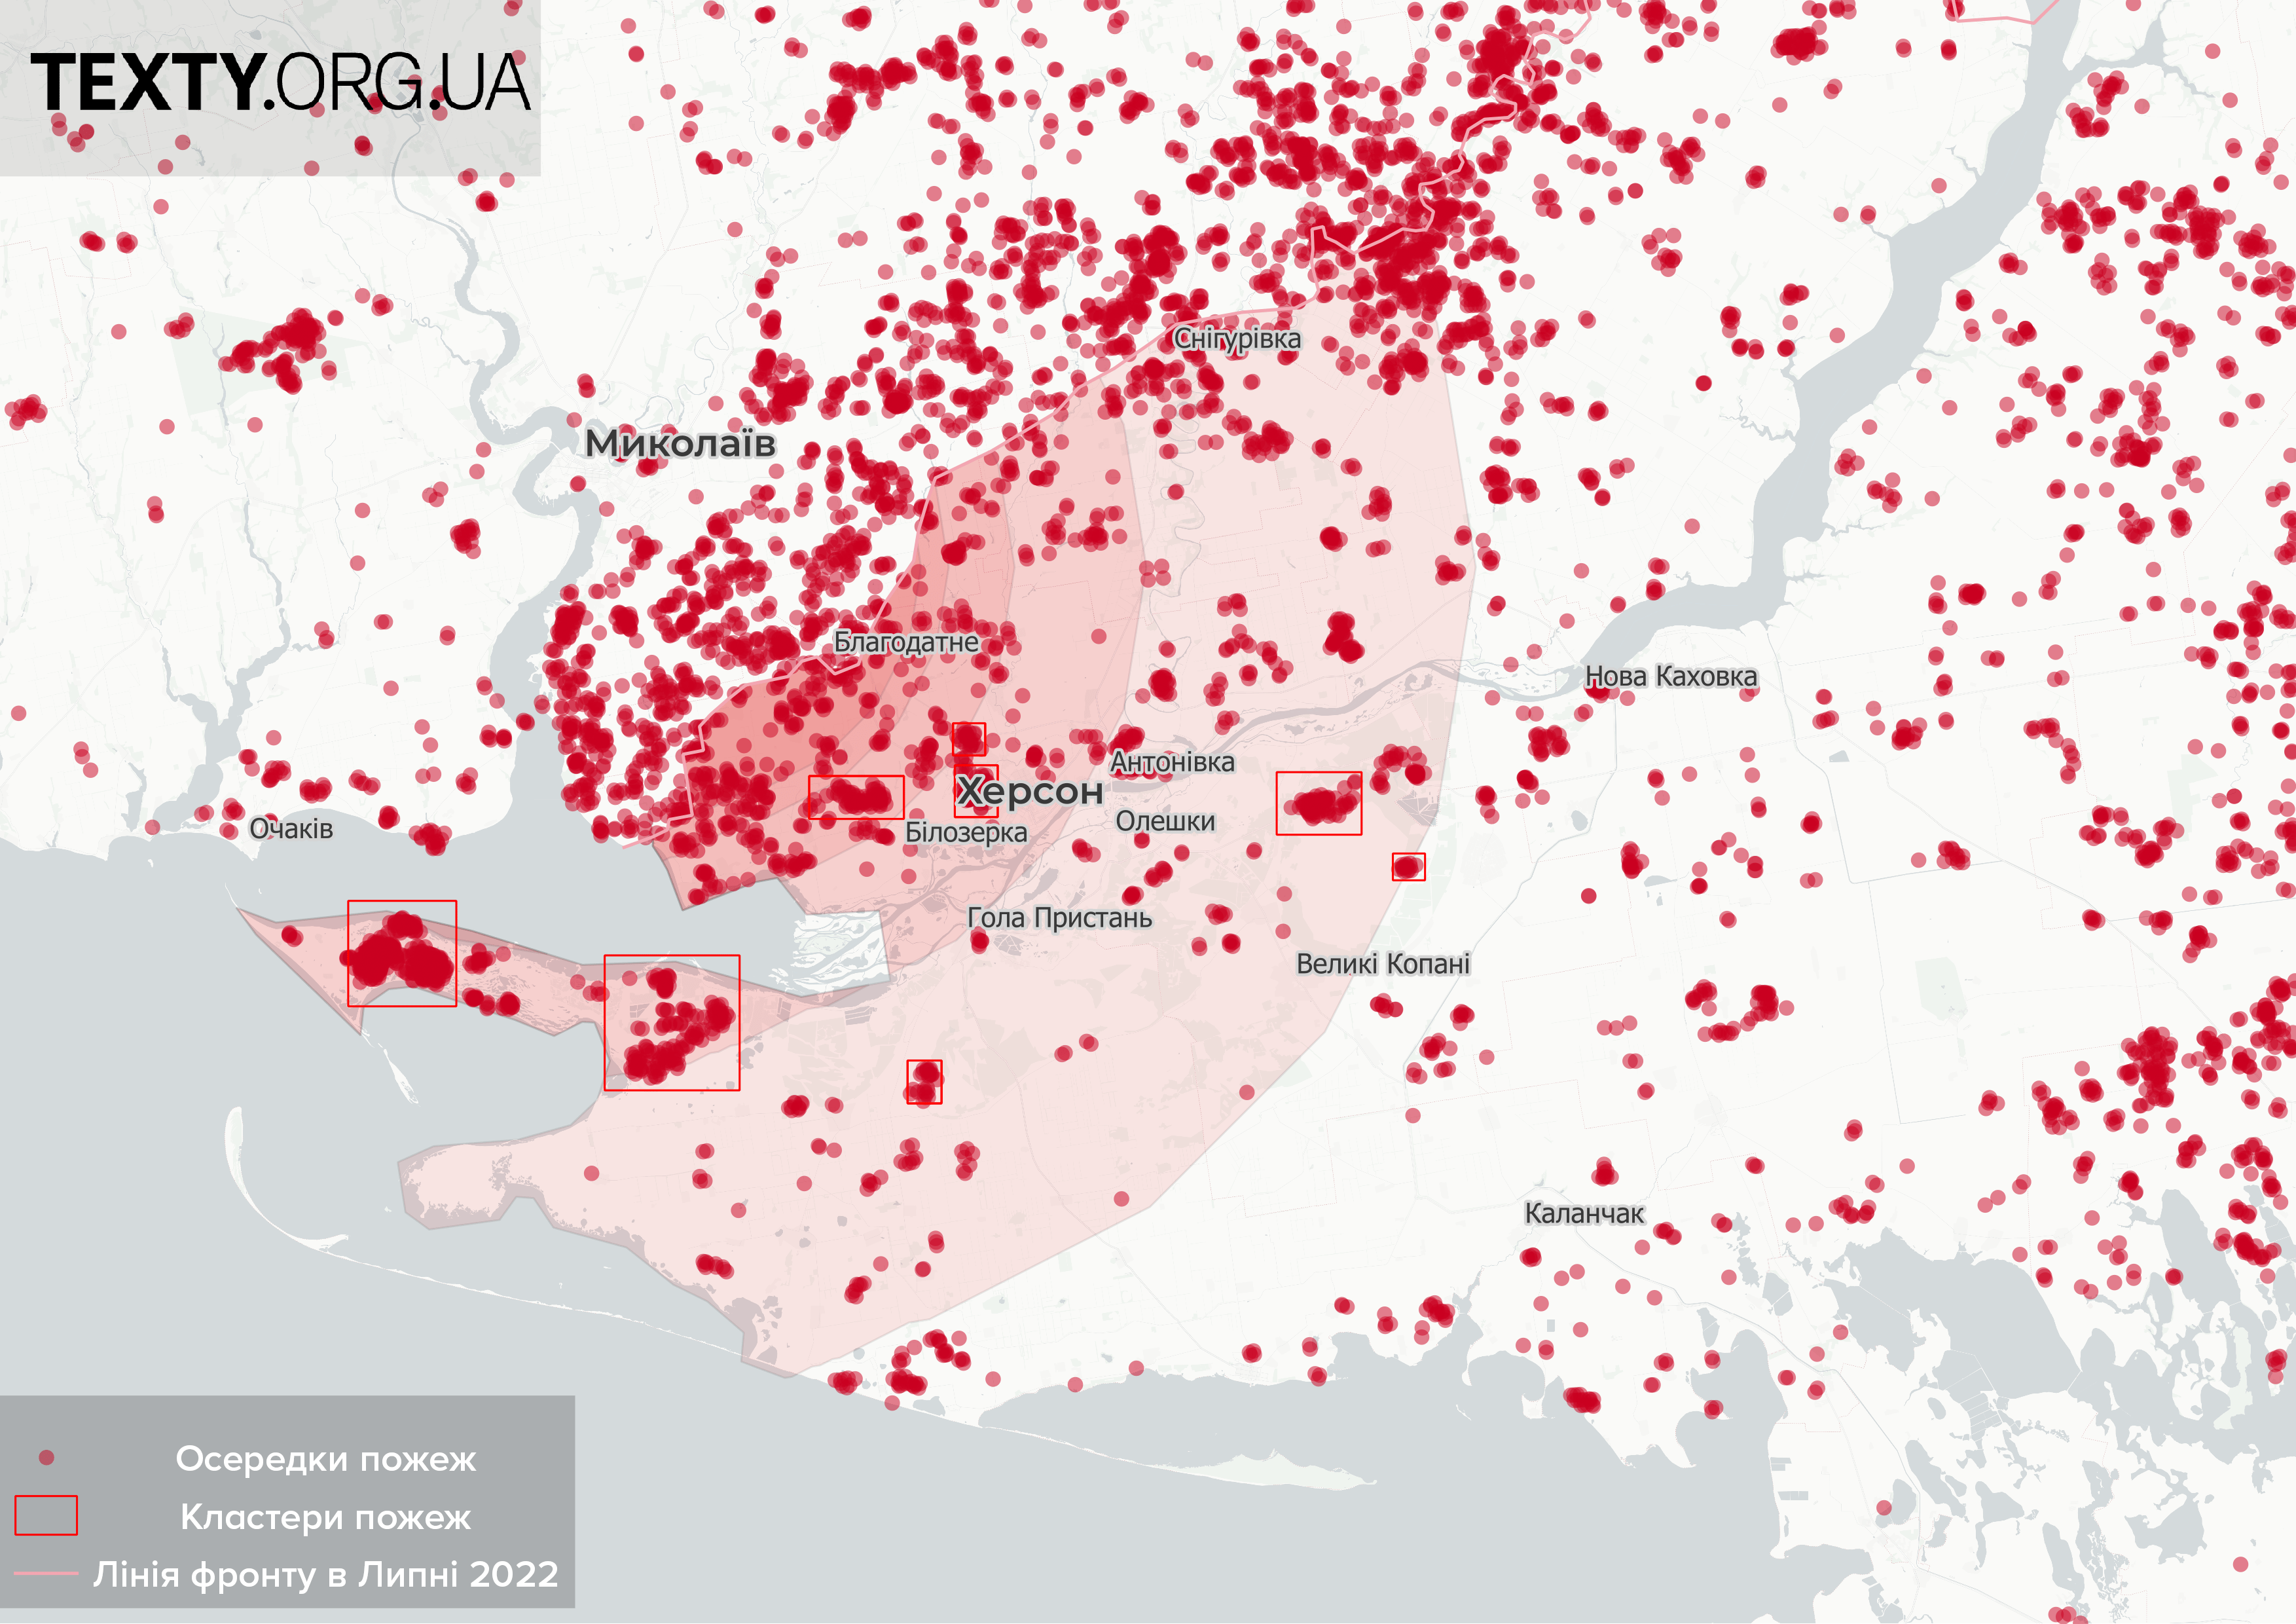 TEXTY.ORG.UA
Снігурівка
Миколаїв
Благодатне
Нова Каховка
Антонівка
Херсон
Олешки
Очаків
Білозерка
Гола Пристань
Великі Копані
Каланчак
Осередки пожеж
Кластери пожеж
Лінія фронту в Липні 2022